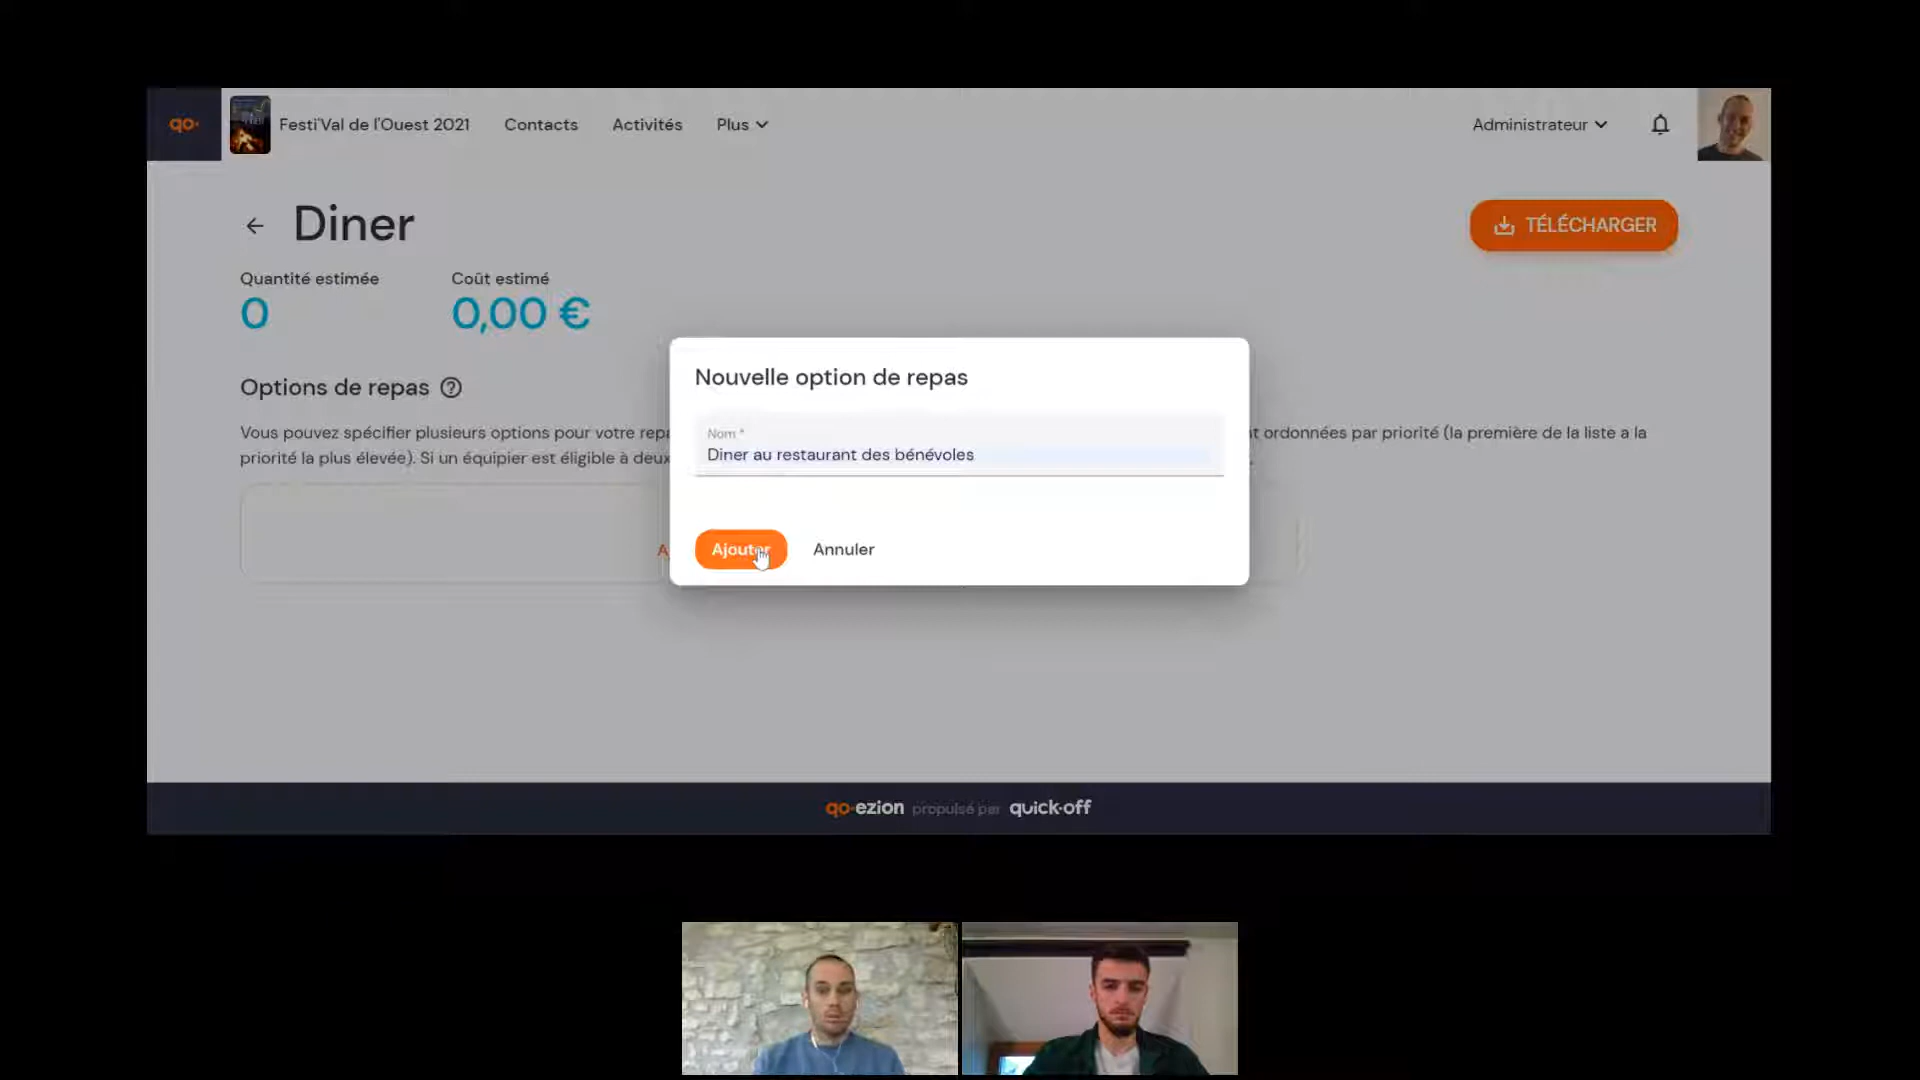 qo·
Festi'Val de l'Ouest 2021
Contacts
Activités
Plus
Administrateur
Diner
TÉLÉCHARGER
Quantité estimée
Coût estimé
0
0,00 €
Nouvelle option de repas
Options de repas ?
Nom *
Vous pouvez spécifier plusieurs options pour votre repa
t ordonnées par priorité (la première de la liste a la
Diner au restaurant des bénévoles
priorité la plus élevée). Si un équipier est éligible à deux
Ajouter
Annuler
qo·ezion propulsé par quick·off